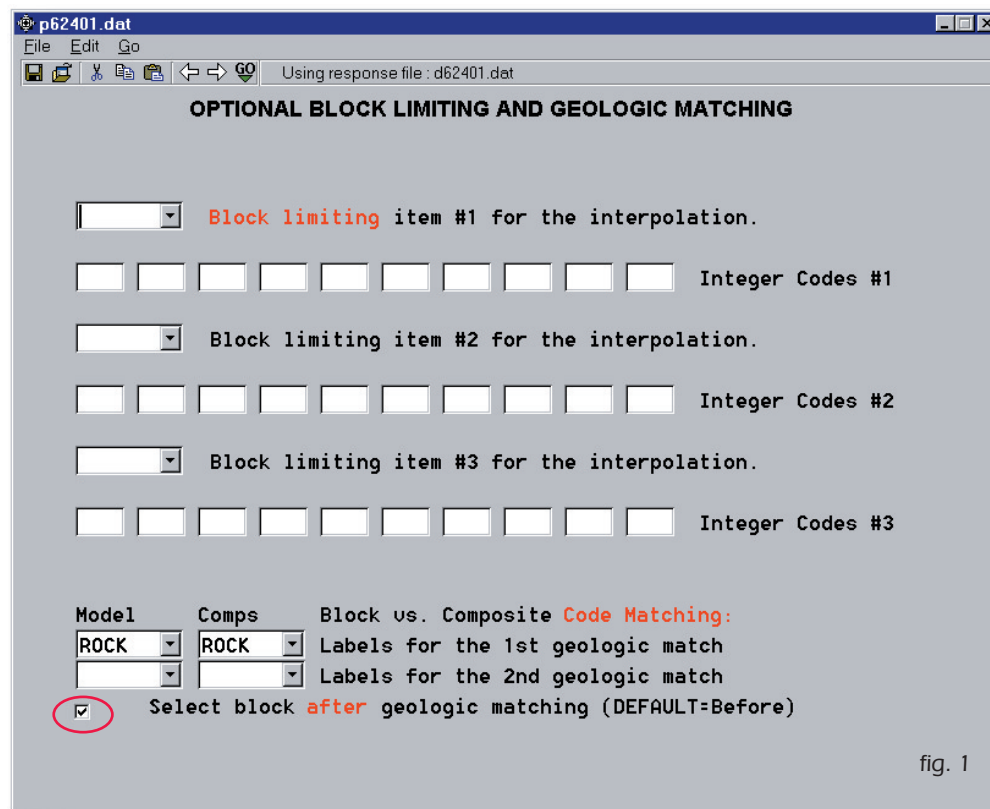 p62401.dat
File Edit Go
GO Using response file : d62401.dat
OPTIONAL BLOCK LIMITING AND GEOLOGIC MATCHING
Block limiting item #1 for the interpolation.
Integer Codes #1
Block limiting item #2 for the interpolation.
Integer Codes #2
Block limiting item #3 for the interpolation.
Integer Codes #3
Model Comps Block vs. Composite Code Matching:
ROCK ROCK Labels for the 1st geologic match
Labels for the 2nd geologic match
Select block after geologic matching (DEFAULT=Before)
fig. 1